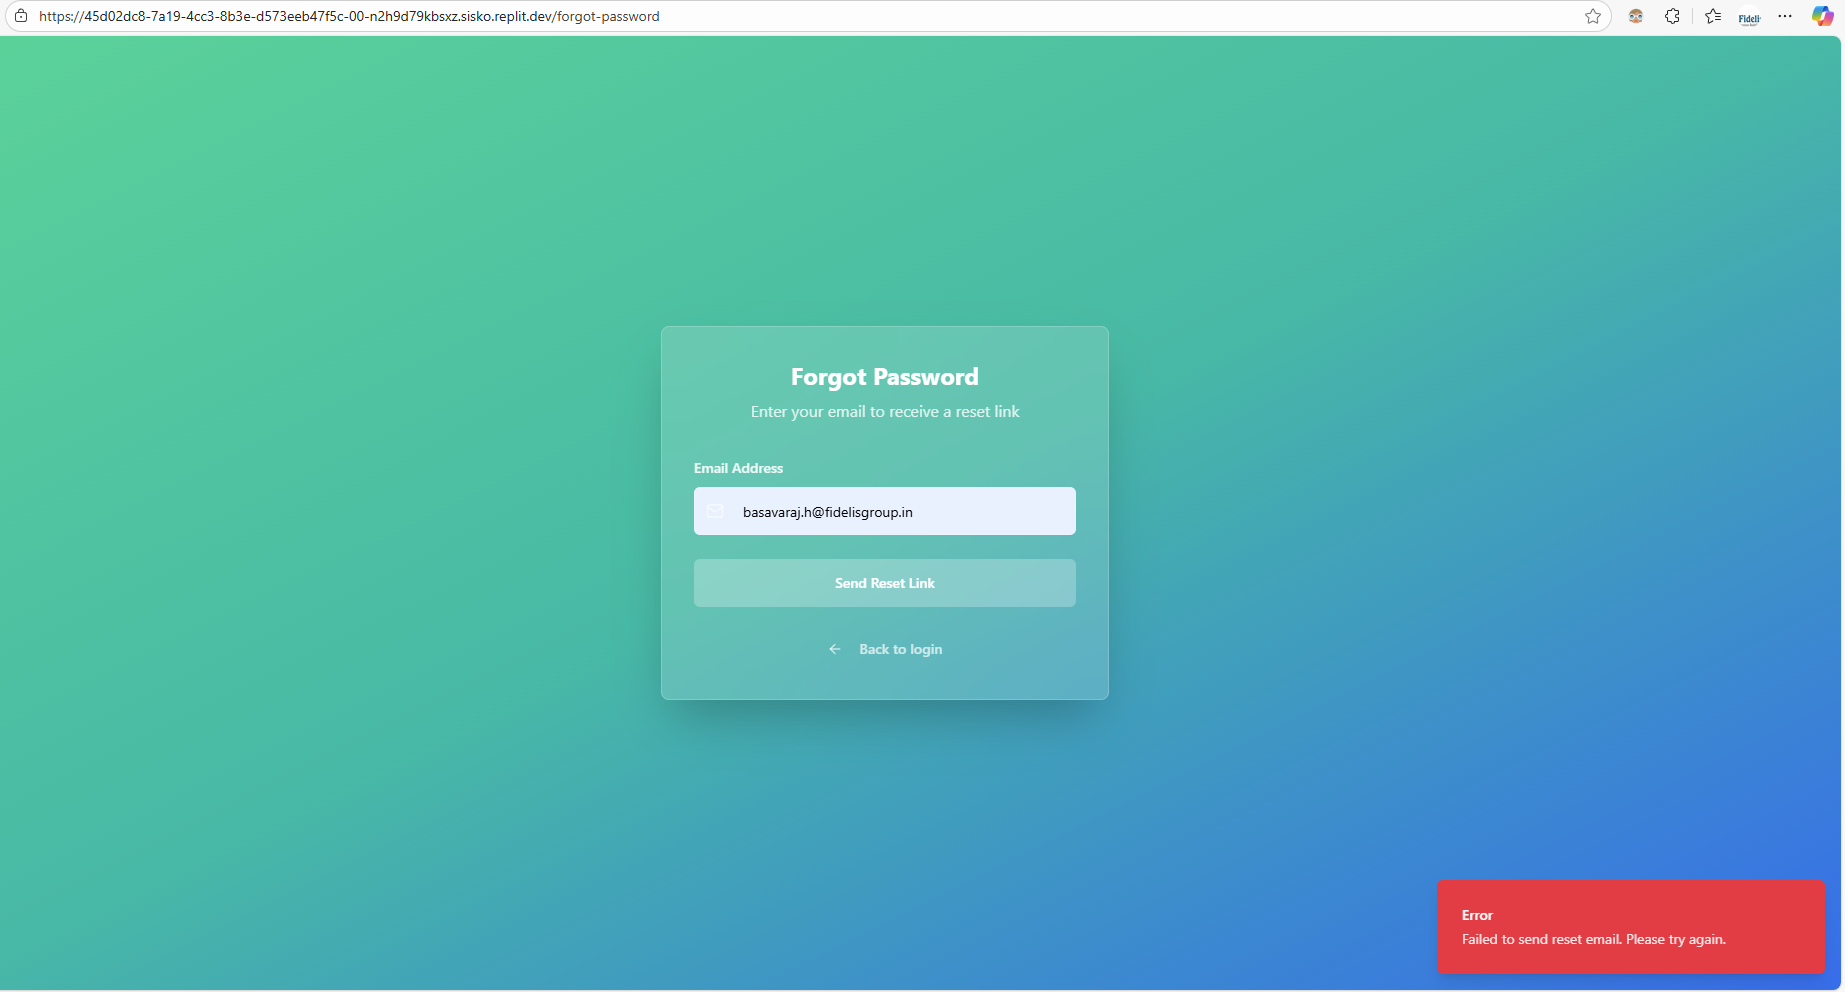 https://45d02dc8-7a19-4cc3-8b3e-d573eeb47f5c-00-n2h9d79kbsxz.sisko.replit.dev/forgot-password
Forgot Password
Enter your email to receive a reset link
Email Address
basavaraj.h@fidelisgroup.in
Send Reset Link
Back to login
Error
Failed to send reset email. Please try again.